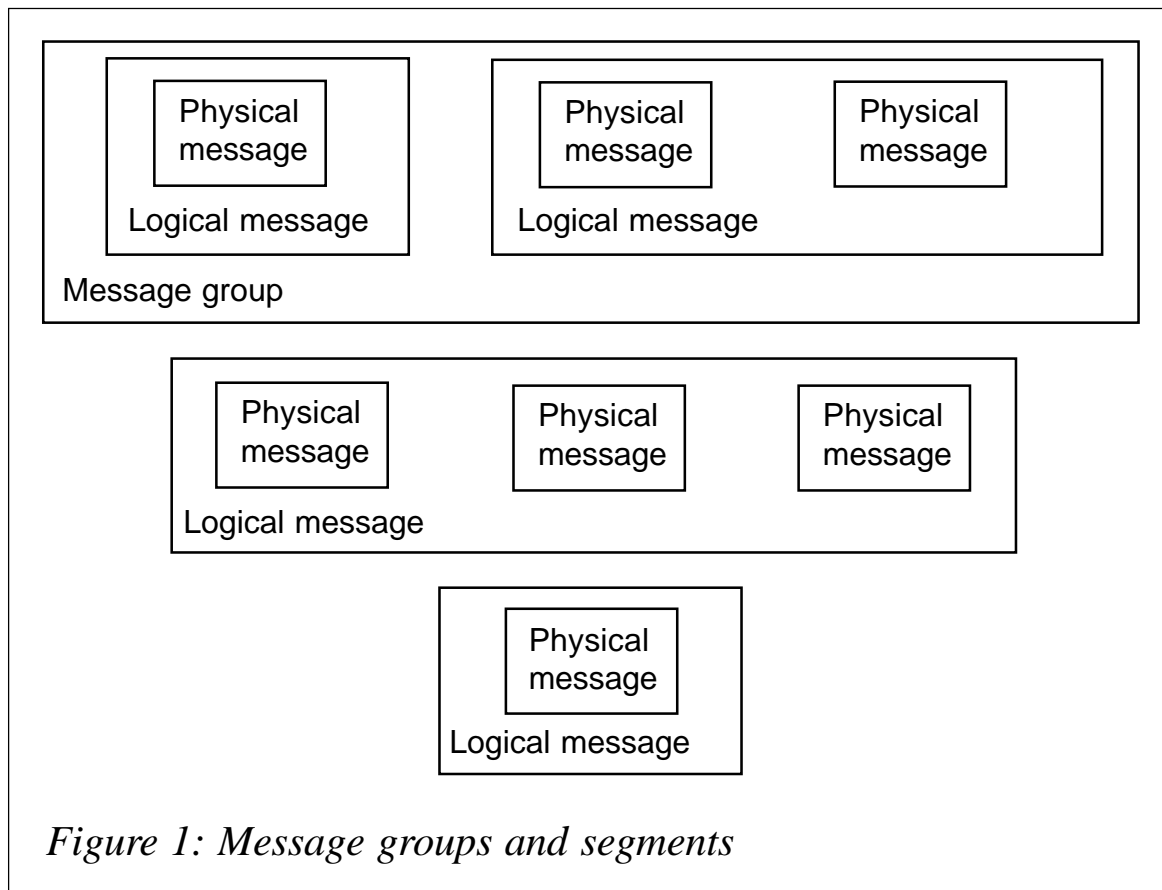 Physical
message
Physical
message
Physical
message
Logical message
Logical message
Message group
Physical
message
Physical
message
Physical
message
Logical message
Physical
message
Logical message
Figure 1: Message groups and segments